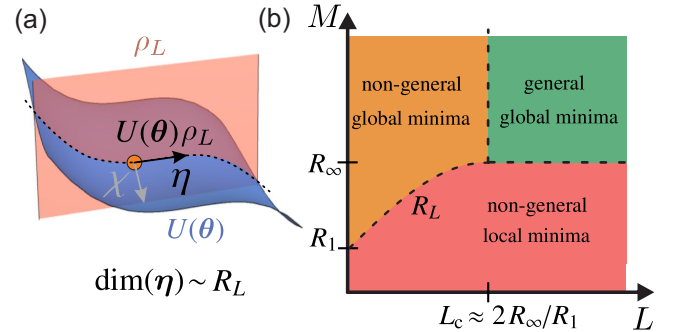 (a)
ρ_L
U(θ)ρ_L
χ
η
U(θ)
dim(η) ~ R_L
(b)
M
non-general
global minima
general
global minima
R_∞
R_L
non-general
local minima
R_1
L_c ≈ 2R_∞/R_1
L